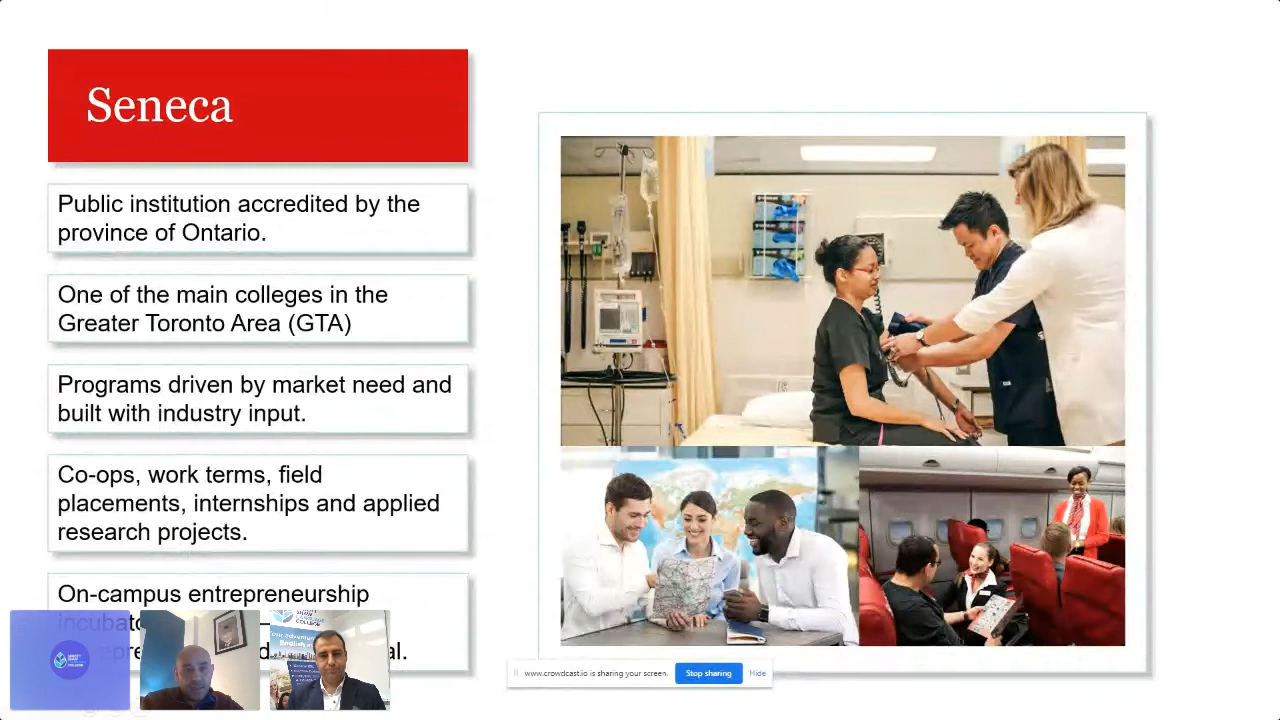 Seneca
Public institution accredited by the
province of Ontario.
One of the main colleges in the
Greater Toronto Area (GTA)
Programs driven by market need and
built with industry input.
Co-ops, work terms, field
placements, internships and applied
research projects.
On-campus entrepreneurship
www.crowdcast.io is sharing your screen.
Stop sharing
Hide